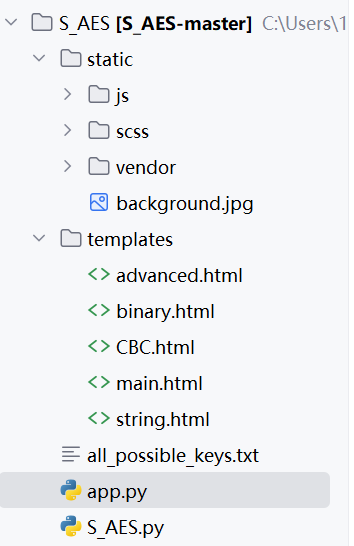 S_AES [S_AES-master] C:\Users\1
static
js
scss
vendor
background.jpg
templates
advanced.html
binary.html
CBC.html
main.html
string.html
all_possible_keys.txt
app.py
S_AES.py